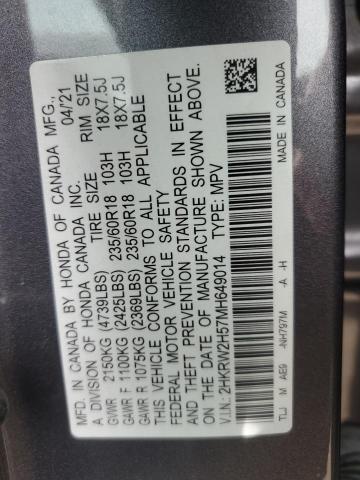 MFD. IN CANADA BY HONDA OF CANADA MFG.,
A DIVISION OF HONDA CANADA INC. 04/21
TIRE SIZE RIM SIZE
GVWR 2150KG (4739LBS)
GAWR F 1100KG (2425LBS) 235/60R18 103H 18X7.5J
GAWR R 1075KG (2369LBS) 235/60R18 103H 18X7.5J
THIS VEHICLE CONFORMS TO ALL APPLICABLE
FEDERAL MOTOR VEHICLE SAFETY
AND THEFT PREVENTION STANDARDS IN EFFECT
ON THE DATE OF MANUFACTURE SHOWN ABOVE.
V.I.N.: 2HKRW2H57MH649014 TYPE: MPV
TLJ M AE9 -NH797M -A -H
MADE IN CANADA